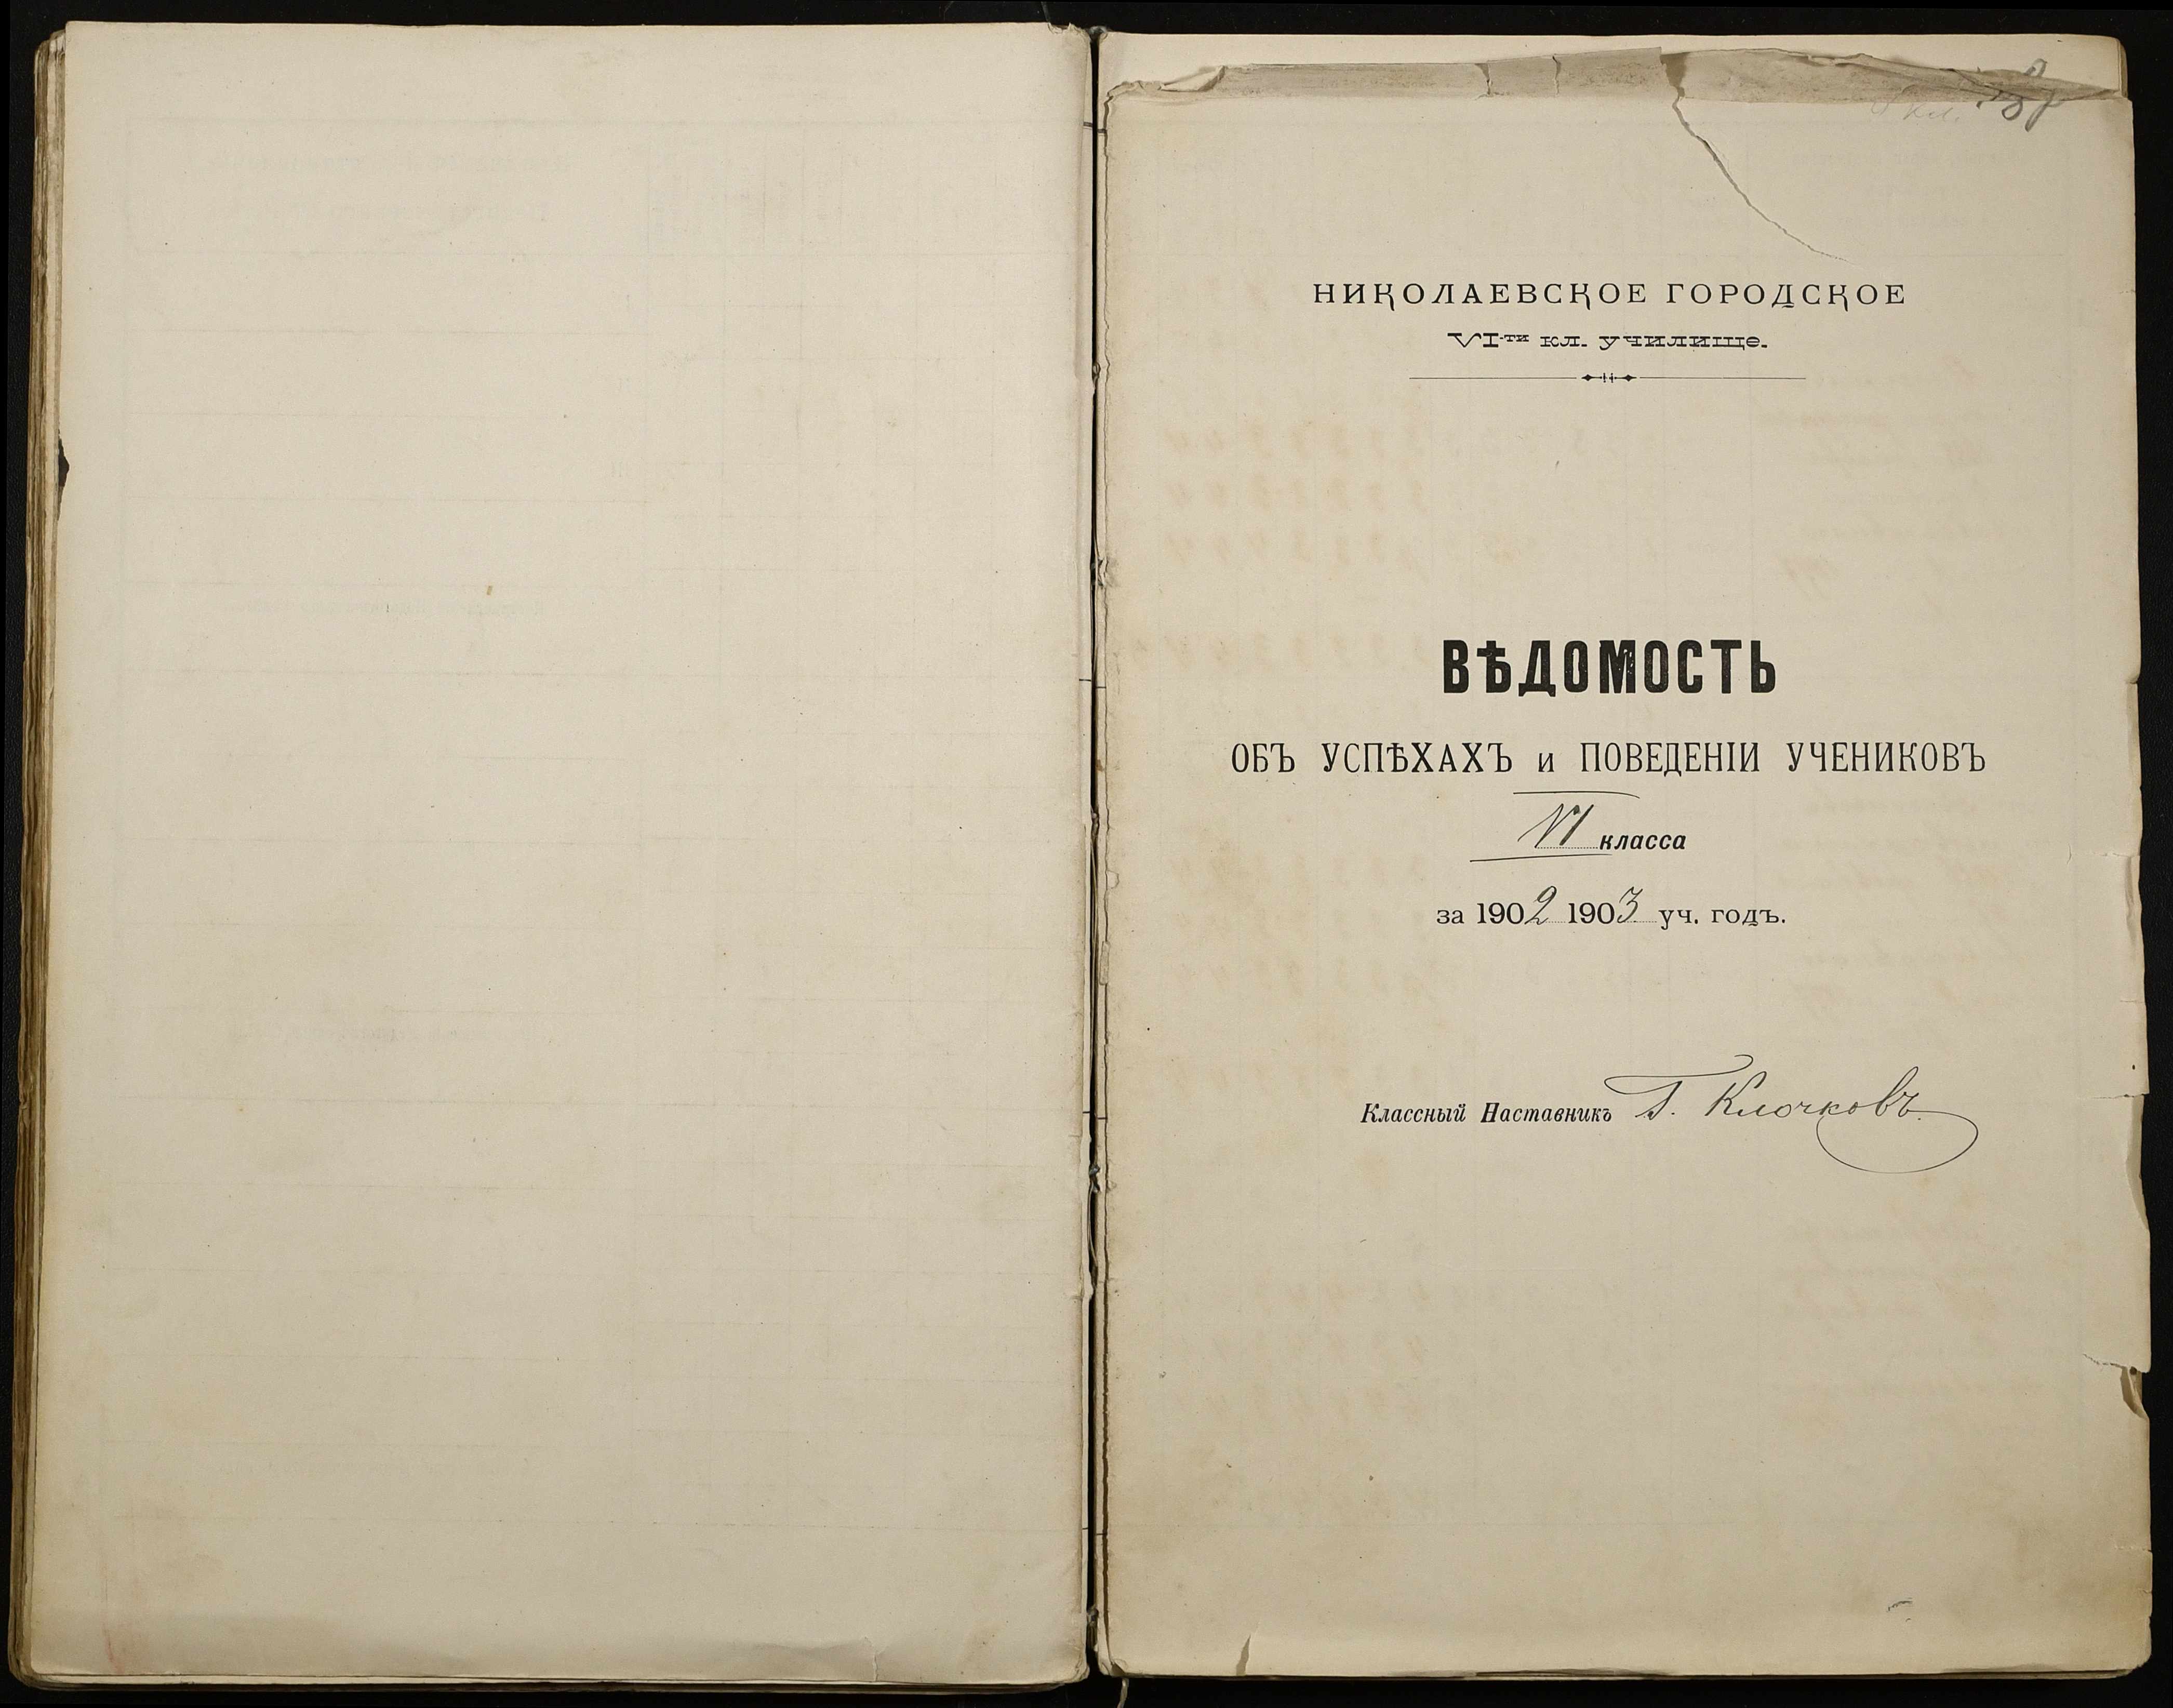 НИКОЛАЕВСКОЕ ГОРОДСКОЕ
VI-ти кл. училище.
ВѢДОМОСТЬ
ОБЪ УСПѢХАХЪ и ПОВЕДЕНІИ УЧЕНИКОВЪ
VI класса
за 1902 1903 уч. годъ.
Классный Наставникъ Г. Клочковъ